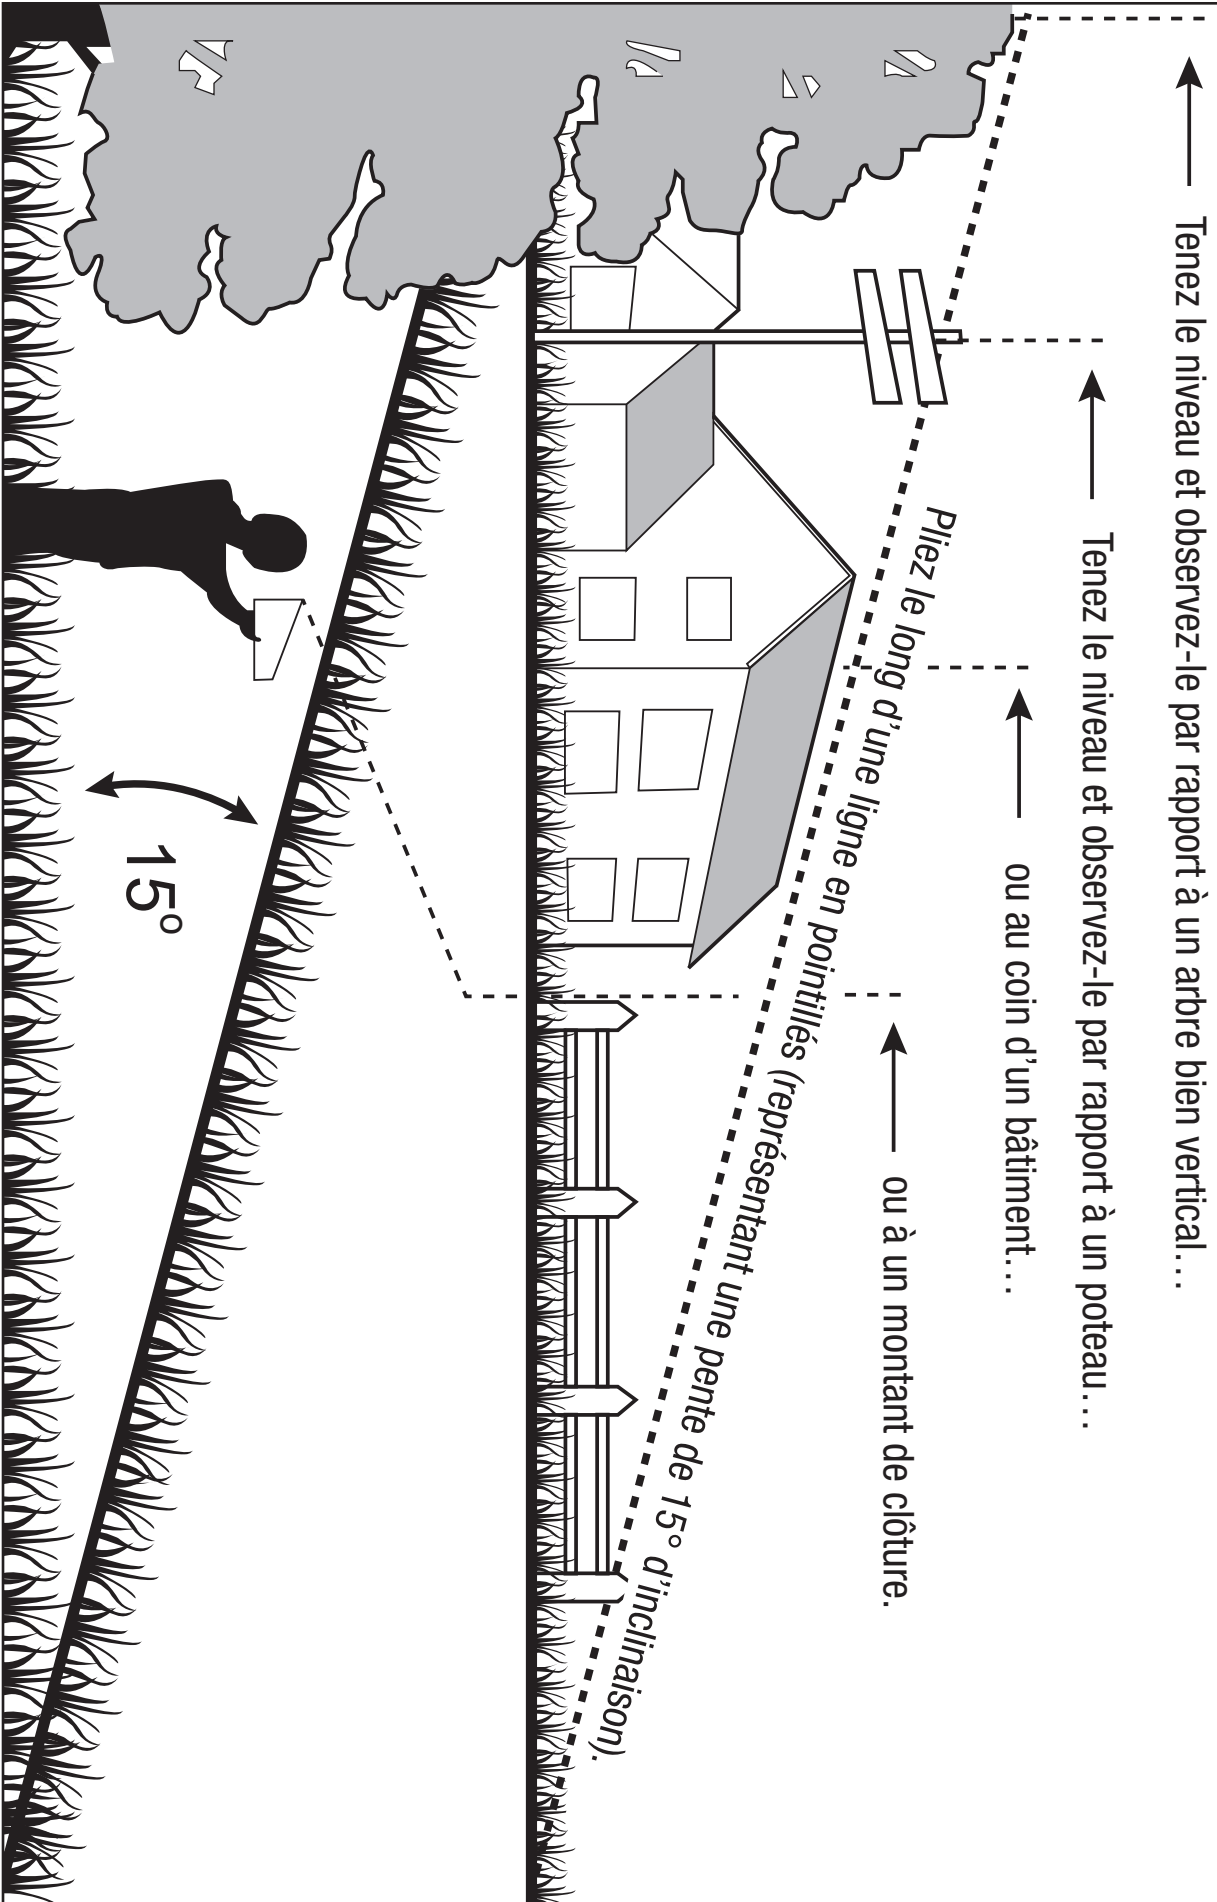 Tenez le niveau et observez-le par rapport à un arbre bien vertical…
Tenez le niveau et observez-le par rapport à un poteau…
ou au coin d’un bâtiment…
ou à un montant de clôture.
Pliez le long d’une ligne en pointillés (représentant une pente de 15° d’inclinaison).
15°